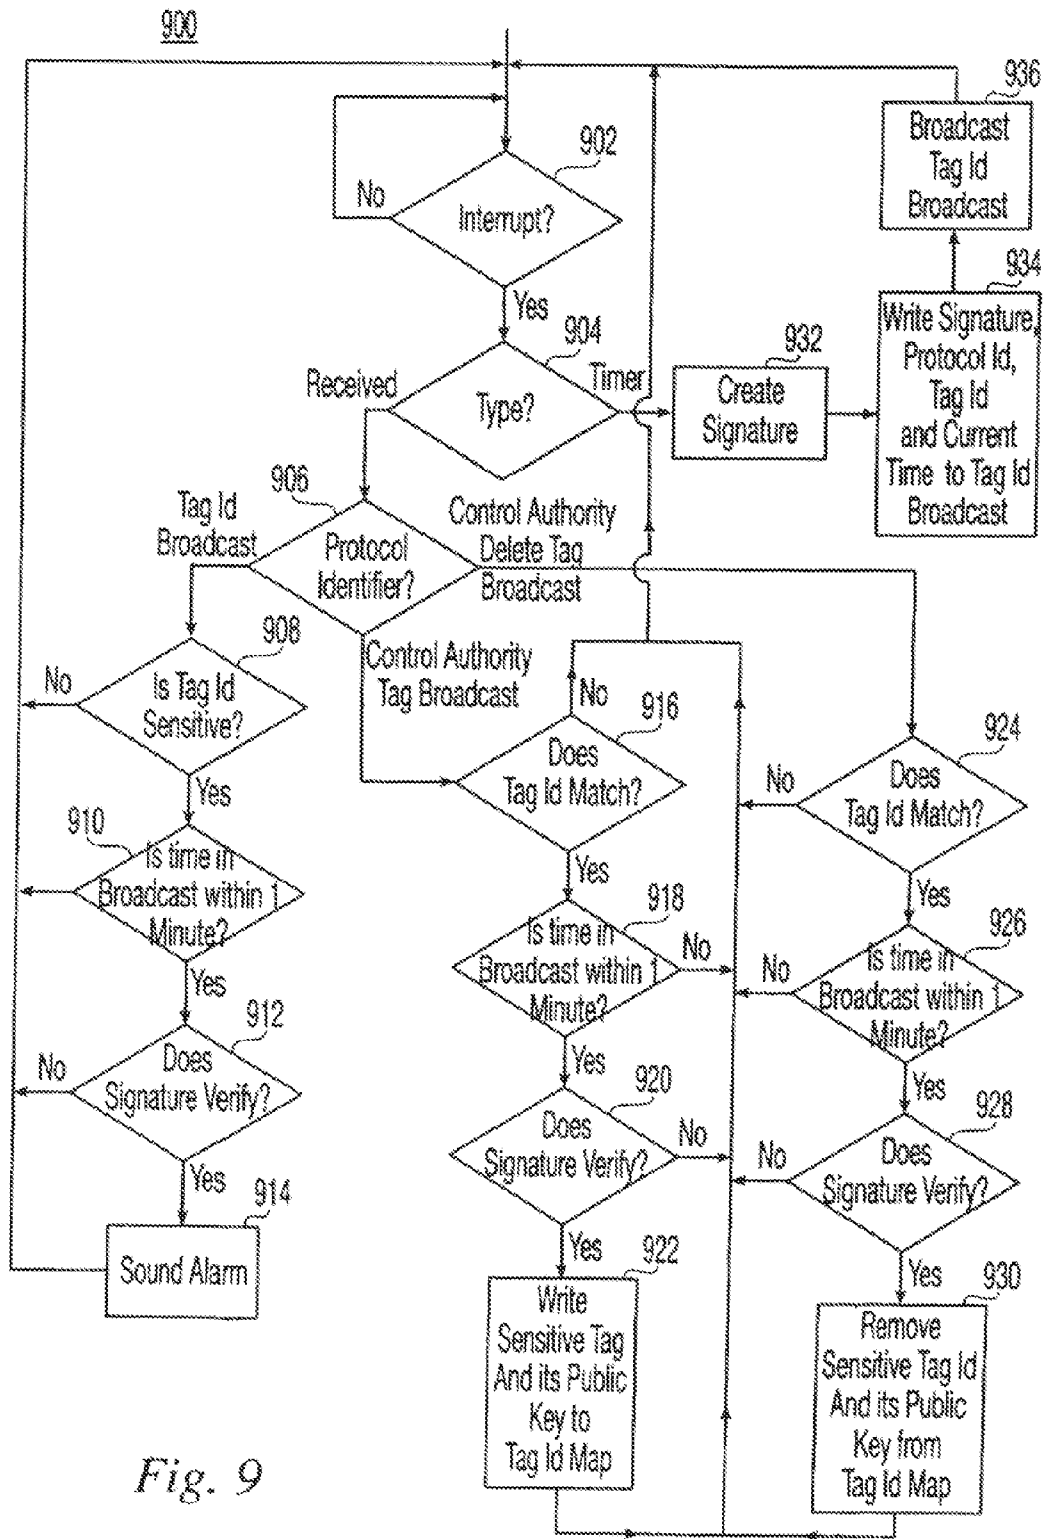 900
936
Broadcast
Tag Id
Broadcast
902
No
Interrupt?
Yes
934
Write Signature,
Protocol Id,
Tag Id
and Current
Time to Tag Id
Broadcast
904
Received
Timer
Type?
932
Create
Signature
906
Tag Id
Broadcast
Protocol
Identifier?
Control Authority
Delete Tag
Broadcast
Control Authority
Tag Broadcast
908
No
Is Tag Id
Sensitive?
Yes
910
Is time in
Broadcast within 1
Minute?
Yes
912
No
Does
Signature Verify?
Yes
914
Sound Alarm
No
916
Does
Tag Id Match?
Yes
918
Is time in
Broadcast within 1
Minute?
No
Yes
920
Does
Signature Verify?
No
Yes
922
Write
Sensitive Tag
And its Public
Key to
Tag Id Map
924
No
Does
Tag Id Match?
Yes
926
No
Is time in
Broadcast within 1
Minute?
Yes
928
No
Does
Signature Verify?
Yes
930
Remove
Sensitive Tag Id
And its Public
Key from
Tag Id Map
Fig. 9